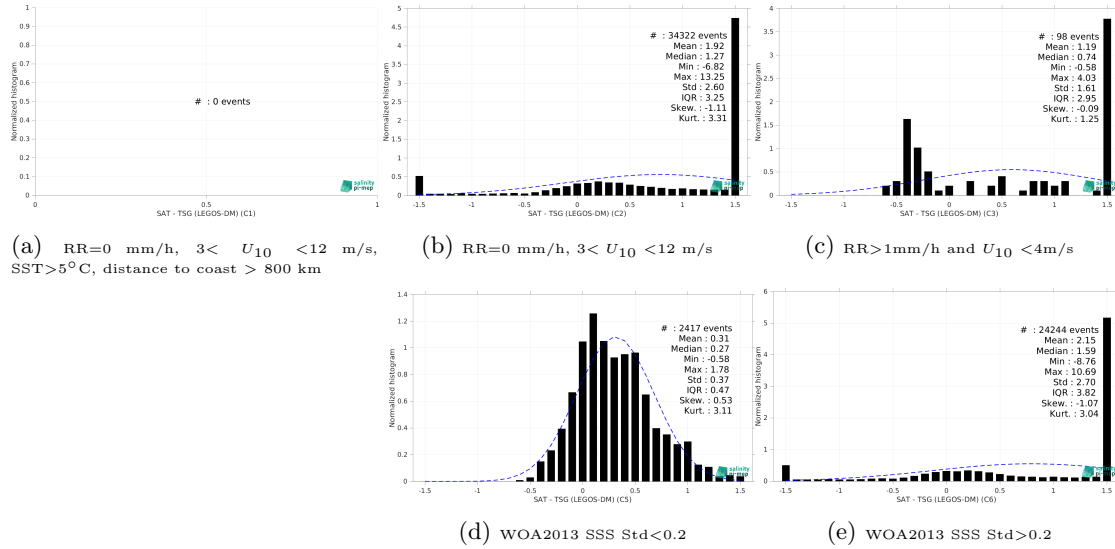 1
0.9
0.8
0.7
0.6
0.5
0.4
0.3
0.2
0.1
0
Normalized histogram
# : 0 events
salinity
pi-mep
0 0.5 1
SAT - TSG (LEGOS-DM) (C1)
(a) RR=0 mm/h, 3< U10 <12 m/s,
SST>5°C, distance to coast > 800 km
5
4.5
4
3.5
3
2.5
2
1.5
1
0.5
0
Normalized histogram
# : 34322 events
Mean : 1.92
Median : 1.27
Min : -6.82
Max : 13.25
Std : 2.60
IQR : 3.25
Skew. : -1.11
Kurt. : 3.31
salinity
pi-mep
-1.5 -1 -0.5 0 0.5 1 1.5
SAT - TSG (LEGOS-DM) (C2)
(b) RR=0 mm/h, 3< U10 <12 m/s
4
3.5
3
2.5
2
1.5
1
0.5
0
Normalized histogram
# : 98 events
Mean : 1.19
Median : 0.74
Min : -0.58
Max : 4.03
Std : 1.61
IQR : 2.95
Skew. : -0.09
Kurt. : 1.25
salinity
pi-mep
-1.5 -1 -0.5 0 0.5 1 1.5
SAT - TSG (LEGOS-DM) (C3)
(c) RR>1mm/h and U10 <4m/s
1.4
1.2
1
0.8
0.6
0.4
0.2
0
Normalized histogram
# : 2417 events
Mean : 0.31
Median : 0.27
Min : -0.58
Max : 1.78
Std : 0.37
IQR : 0.47
Skew. : 0.53
Kurt. : 3.11
salinity
pi-mep
-1.5 -1 -0.5 0 0.5 1 1.5
SAT - TSG (LEGOS-DM) (C5)
(d) WOA2013 SSS Std<0.2
6
5
4
3
2
1
0
Normalized histogram
# : 24244 events
Mean : 2.15
Median : 1.59
Min : -8.76
Max : 10.69
Std : 2.70
IQR : 3.82
Skew. : -1.07
Kurt. : 3.04
salinity
pi-mep
-1.5 -1 -0.5 0 0.5 1 1.5
SAT - TSG (LEGOS-DM) (C6)
(e) WOA2013 SSS Std>0.2